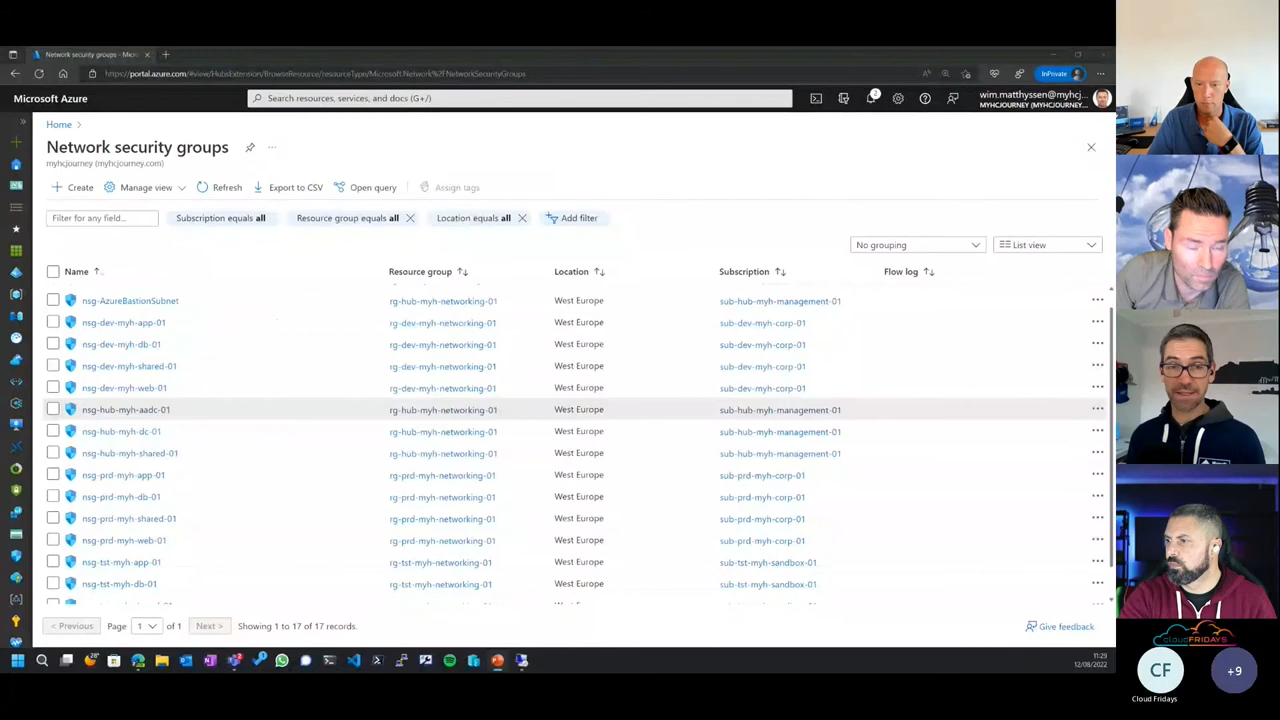 Network security groups - Micr
https://portal.azure.com/#view/HubsExtension/BrowseResource/resourceType/Microsoft.Network%2FNetworkSecurityGroups
InPrivate
Microsoft Azure
Search resources, services, and docs (G+/)
2
wim.matthyssen@myhcj...
MYHCJOURNEY (MYHCJOURNEY....
Home >
Network security groups
myhcjourney (myhcjourney.com)
+ Create
Manage view
Refresh
Export to CSV
Open query
Assign tags
Filter for any field...
Subscription equals all
Resource group equals all
Location equals all
Add filter
No grouping
List view
Name Resource group Location Subscription Flow log
nsg-AzureBastionSubnet rg-hub-myh-networking-01 West Europe sub-hub-myh-management-01
nsg-dev-myh-app-01 rg-dev-myh-networking-01 West Europe sub-dev-myh-corp-01
nsg-dev-myh-db-01 rg-dev-myh-networking-01 West Europe sub-dev-myh-corp-01
nsg-dev-myh-shared-01 rg-dev-myh-networking-01 West Europe sub-dev-myh-corp-01
nsg-dev-myh-web-01 rg-dev-myh-networking-01 West Europe sub-dev-myh-corp-01
nsg-hub-myh-aadc-01 rg-hub-myh-networking-01 West Europe sub-hub-myh-management-01
nsg-hub-myh-dc-01 rg-hub-myh-networking-01 West Europe sub-hub-myh-management-01
nsg-hub-myh-shared-01 rg-hub-myh-networking-01 West Europe sub-hub-myh-management-01
nsg-prd-myh-app-01 rg-prd-myh-networking-01 West Europe sub-prd-myh-corp-01
nsg-prd-myh-db-01 rg-prd-myh-networking-01 West Europe sub-prd-myh-corp-01
nsg-prd-myh-shared-01 rg-prd-myh-networking-01 West Europe sub-prd-myh-corp-01
nsg-prd-myh-web-01 rg-prd-myh-networking-01 West Europe sub-prd-myh-corp-01
nsg-tst-myh-app-01 rg-tst-myh-networking-01 West Europe sub-tst-myh-sandbox-01
nsg-tst-myh-db-01 rg-tst-myh-networking-01 West Europe sub-tst-myh-sandbox-01
< Previous Page 1 of 1 Next > Showing 1 to 17 of 17 records.
Give feedback
28°
11:29
12/08/2022
CLOUDFRIDAYS
CF
+9
Cloud Fridays